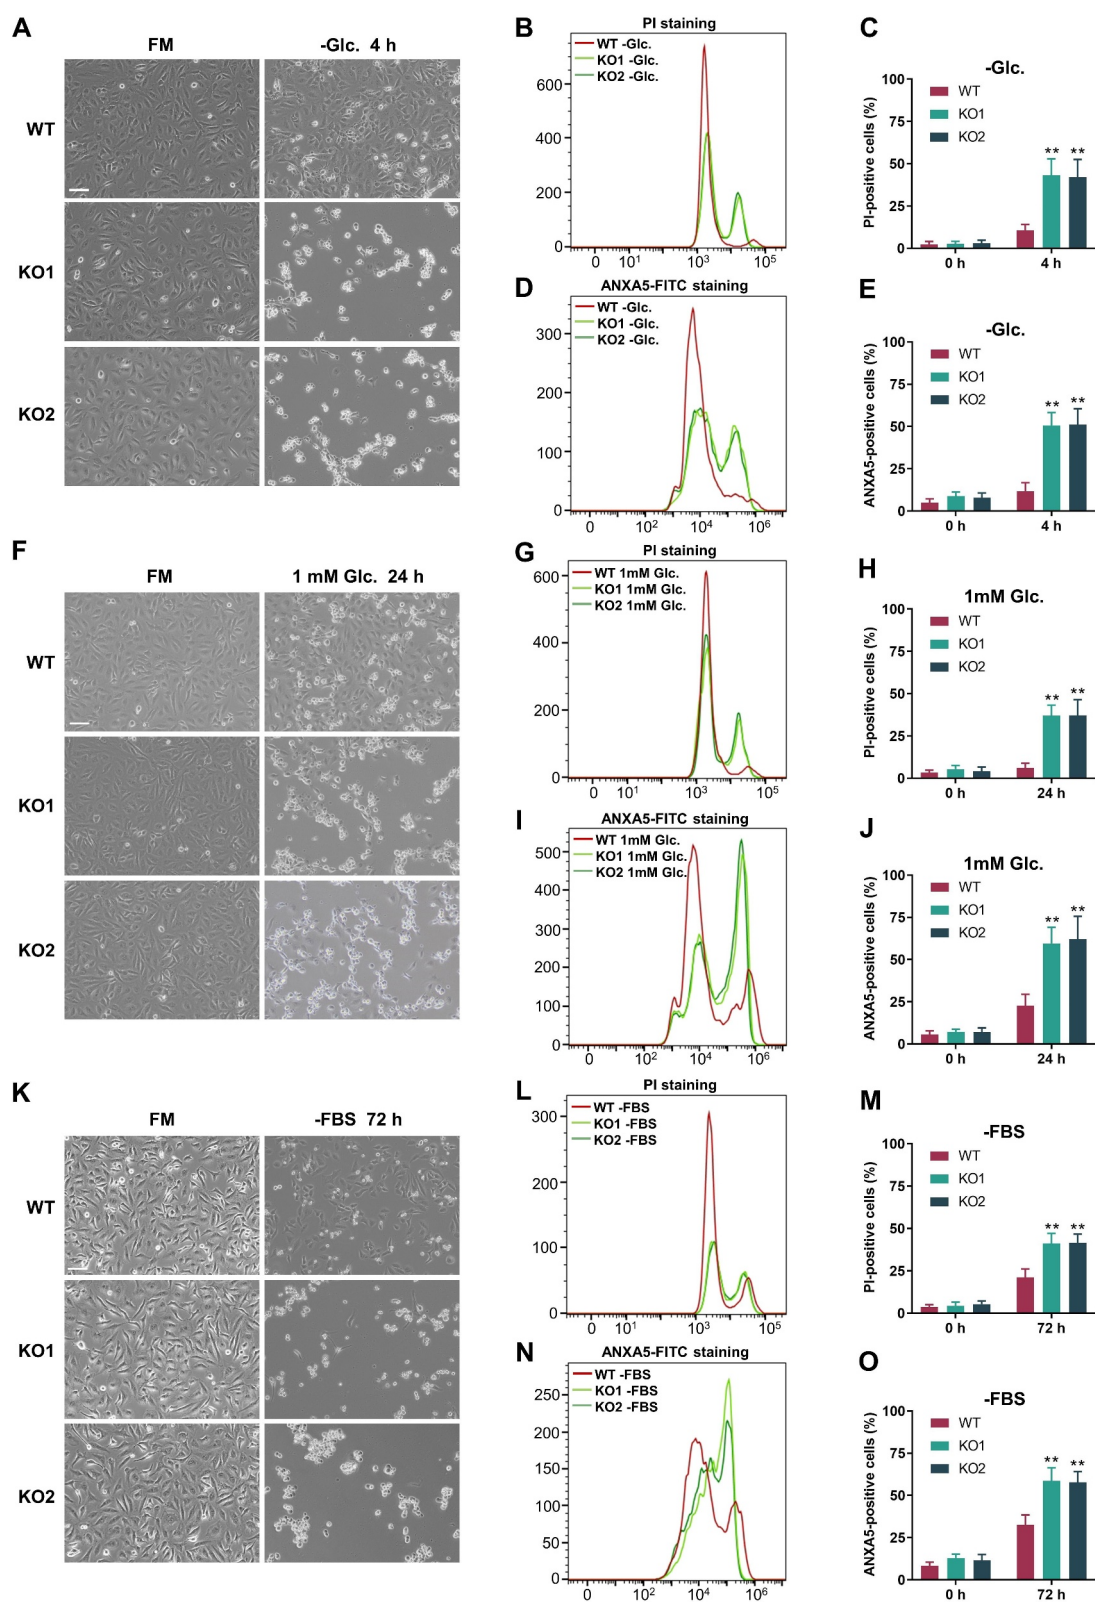 A
FM
-Glc. 4 h
WT
KO1
KO2
B
PI staining
WT -Glc.
KO1 -Glc.
KO2 -Glc.
600
400
200
0
0 10¹ 10³ 10⁵
C
-Glc.
PI-positive cells (%)
WT
KO1
KO2
100
75
50
25
0
** **
0 h 4 h
D
ANXA5-FITC staining
WT -Glc.
KO1 -Glc.
KO2 -Glc.
300
200
100
0
0 10² 10⁴ 10⁶
E
-Glc.
ANXA5-positive cells (%)
WT
KO1
KO2
100
75
50
25
0
** **
0 h 4 h
F
FM
1 mM Glc. 24 h
WT
KO1
KO2
G
PI staining
WT 1mM Glc.
KO1 1mM Glc.
KO2 1mM Glc.
600
400
200
0
0 10¹ 10³ 10⁵
H
1mM Glc.
PI-positive cells (%)
WT
KO1
KO2
100
75
50
25
0
** **
0 h 24 h
I
ANXA5-FITC staining
WT 1mM Glc.
KO1 1mM Glc.
KO2 1mM Glc.
500
400
300
200
100
0
0 10² 10⁴ 10⁶
J
1mM Glc.
ANXA5-positive cells (%)
WT
KO1
KO2
100
75
50
25
0
** **
0 h 24 h
K
FM
-FBS 72 h
WT
KO1
KO2
L
PI staining
WT -FBS
KO1 -FBS
KO2 -FBS
300
200
100
0
0 10¹ 10³ 10⁵
M
-FBS
PI-positive cells (%)
WT
KO1
KO2
100
75
50
25
0
** **
0 h 72 h
N
ANXA5-FITC staining
WT -FBS
KO1 -FBS
KO2 -FBS
250
200
150
100
50
0
0 10² 10⁴ 10⁶
O
-FBS
ANXA5-positive cells (%)
WT
KO1
KO2
100
75
50
25
0
** **
0 h 72 h